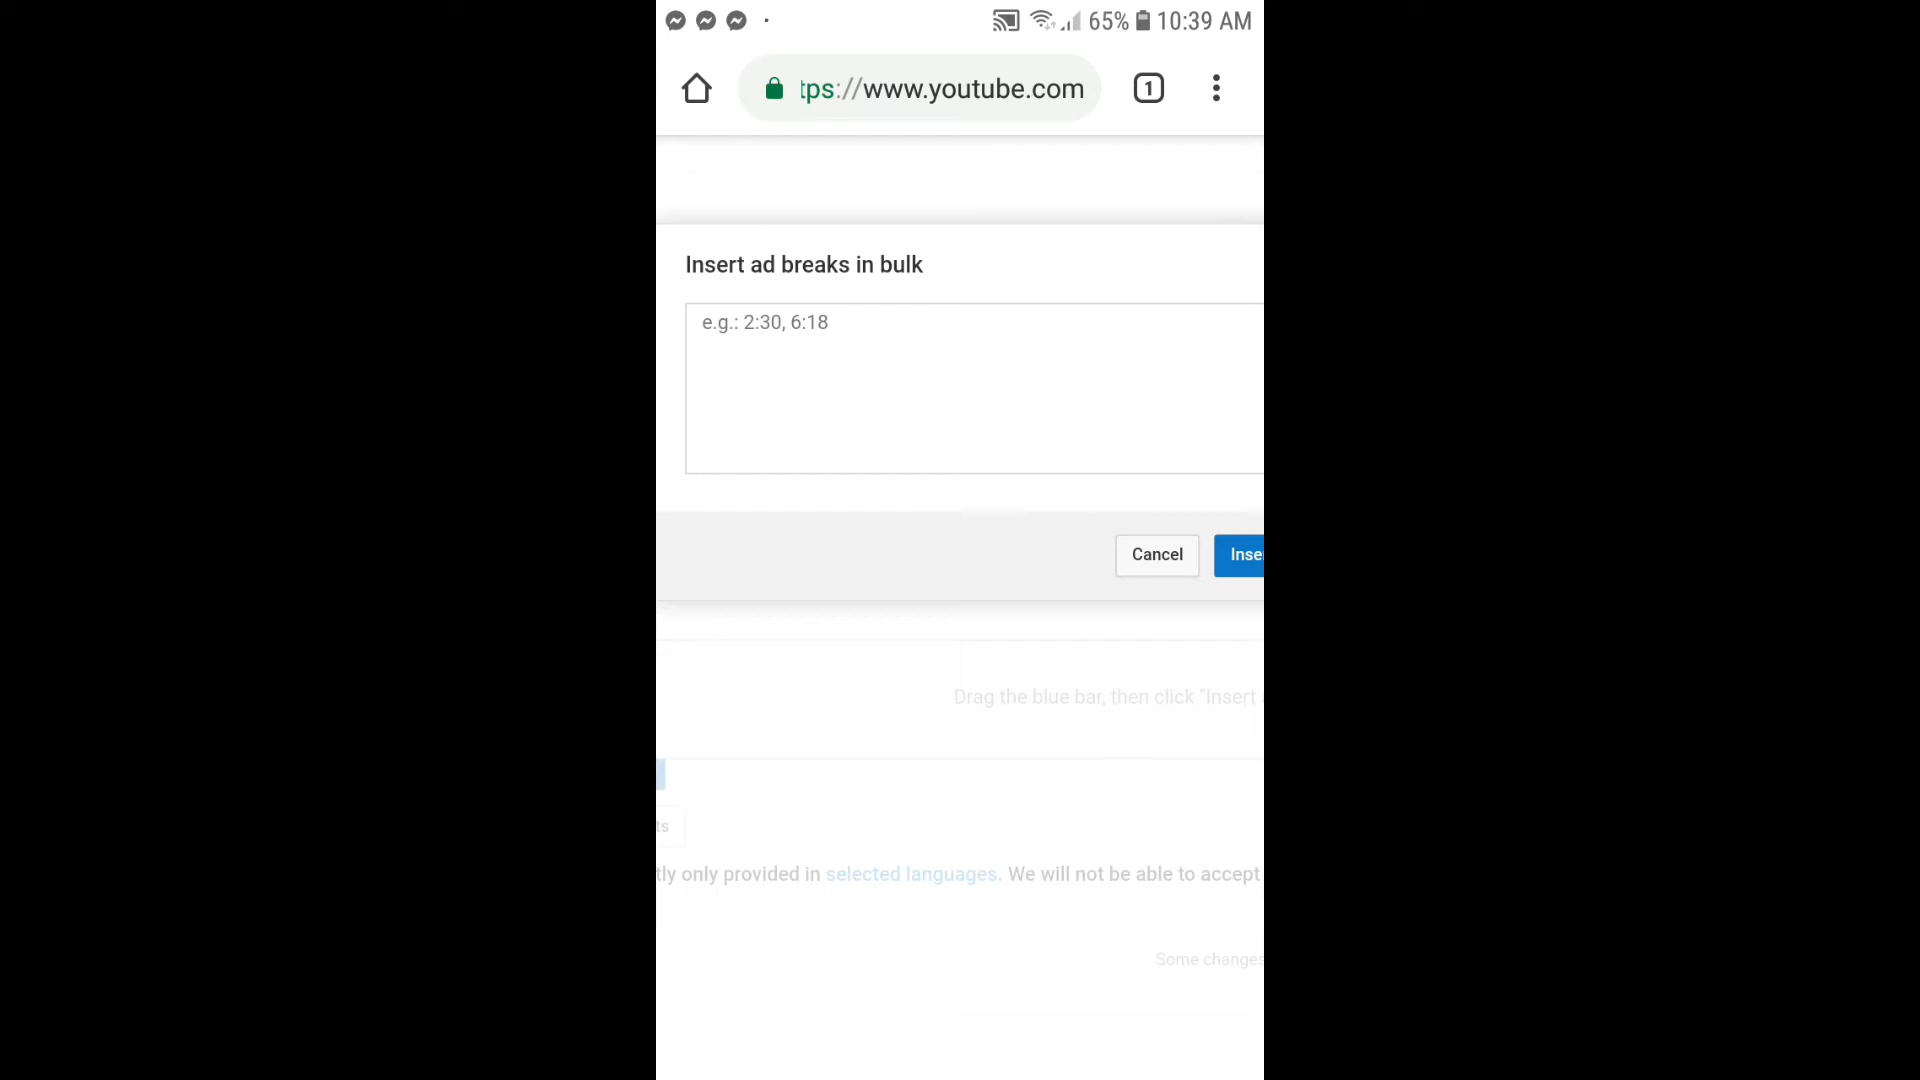 65% 10:39 AM
tps://www.youtube.com
1
Insert ad breaks in bulk
e.g.: 2:30, 6:18
Cancel
Inse
Drag the blue bar, then click "Insert
ts
tly only provided in selected languages. We will not be able to accept
Some changes